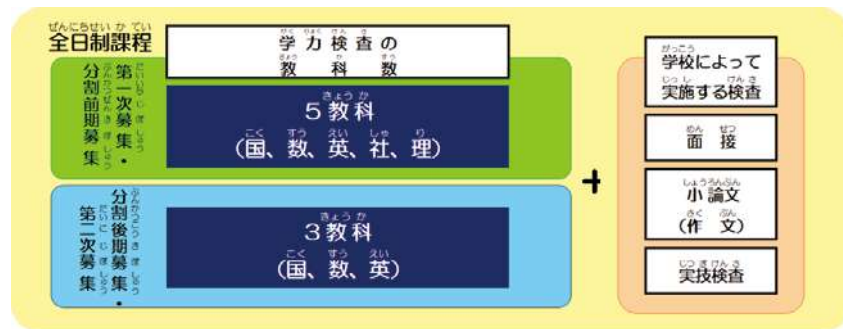 全日制課程
学力検査の
教科数
第一次募集・
分割前期募集
5教科
(国、数、英、社、理)
分割後期募集・
第二次募集
3教科
(国、数、英)
+
学校によって
実施する検査
面接
小論文
(作文)
実技検査